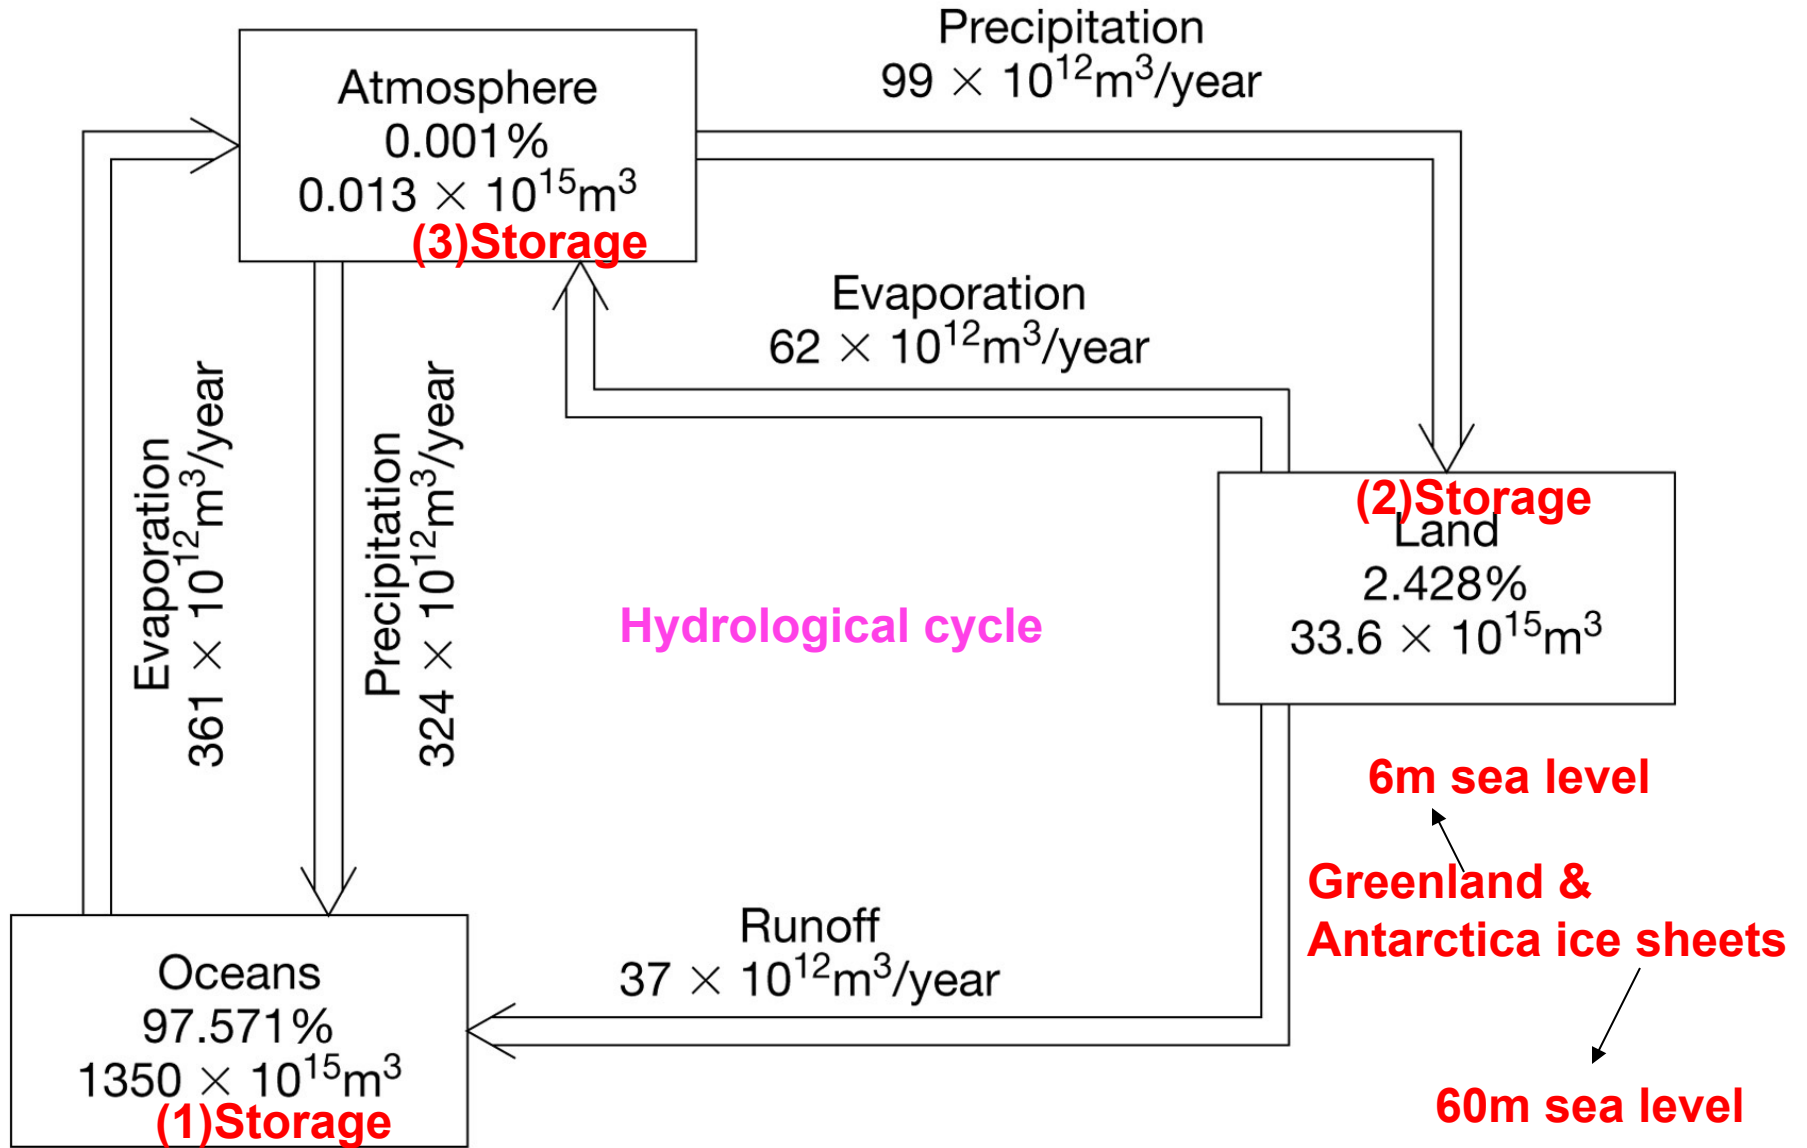 Precipitation
99 × 10¹²m³/year
Atmosphere
0.001%
0.013 × 10¹⁵m³
(3)Storage
Evaporation
62 × 10¹²m³/year
Evaporation
361 × 10¹²m³/year
Precipitation
324 × 10¹²m³/year
(2)Storage
Land
2.428%
33.6 × 10¹⁵m³
Hydrological cycle
6m sea level
Greenland &
Antarctica ice sheets
60m sea level
Runoff
37 × 10¹²m³/year
Oceans
97.571%
1350 × 10¹⁵m³
(1)Storage